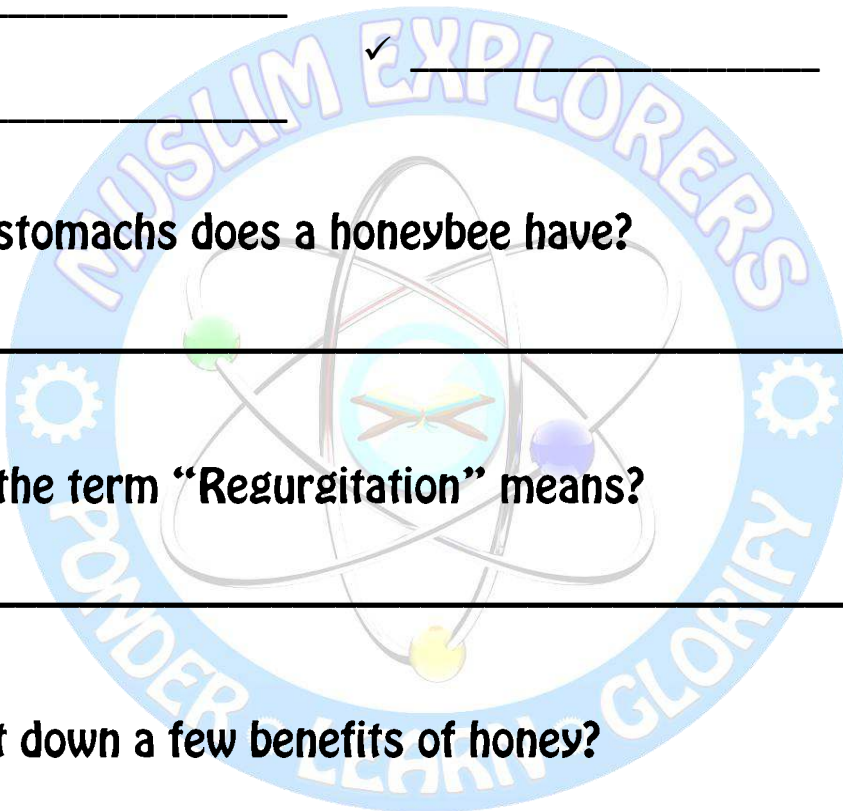 MUSLIM EXPLORERS
✓
stomachs does a honeybee have?
the term “Regurgitation” means?
t down a few benefits of honey?
PONDER LEARN GLORIFY